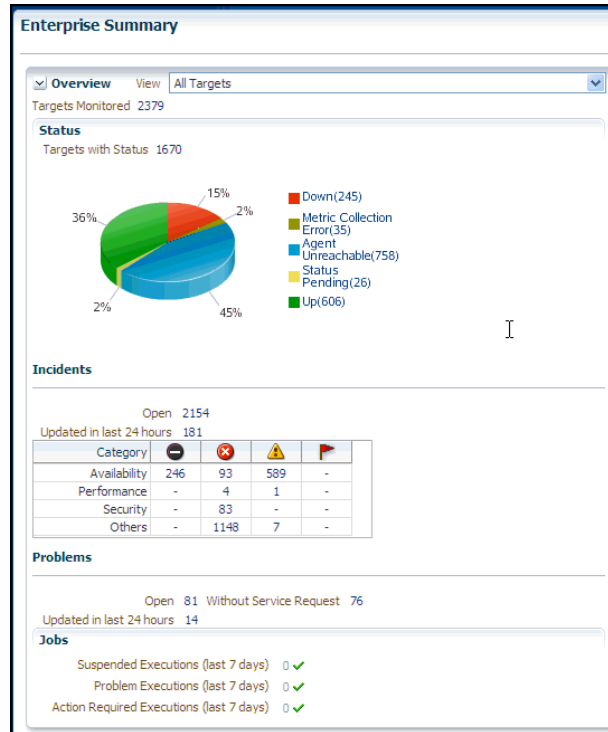 Enterprise Summary
Overview View All Targets
Targets Monitored 2379
Status
Targets with Status 1670
15%
2%
36%
2%
45%
Down(245)
Metric Collection
Error(35)
Agent
Unreachable(758)
Status
Pending(26)
Up(606)
Incidents
Open 2154
Updated in last 24 hours 181
Category
Availability 246 93 589 -
Performance - 4 1 -
Security - 83 - -
Others - 1148 7 -
Problems
Open 81 Without Service Request 76
Updated in last 24 hours 14
Jobs
Suspended Executions (last 7 days) 0
Problem Executions (last 7 days) 0
Action Required Executions (last 7 days) 0